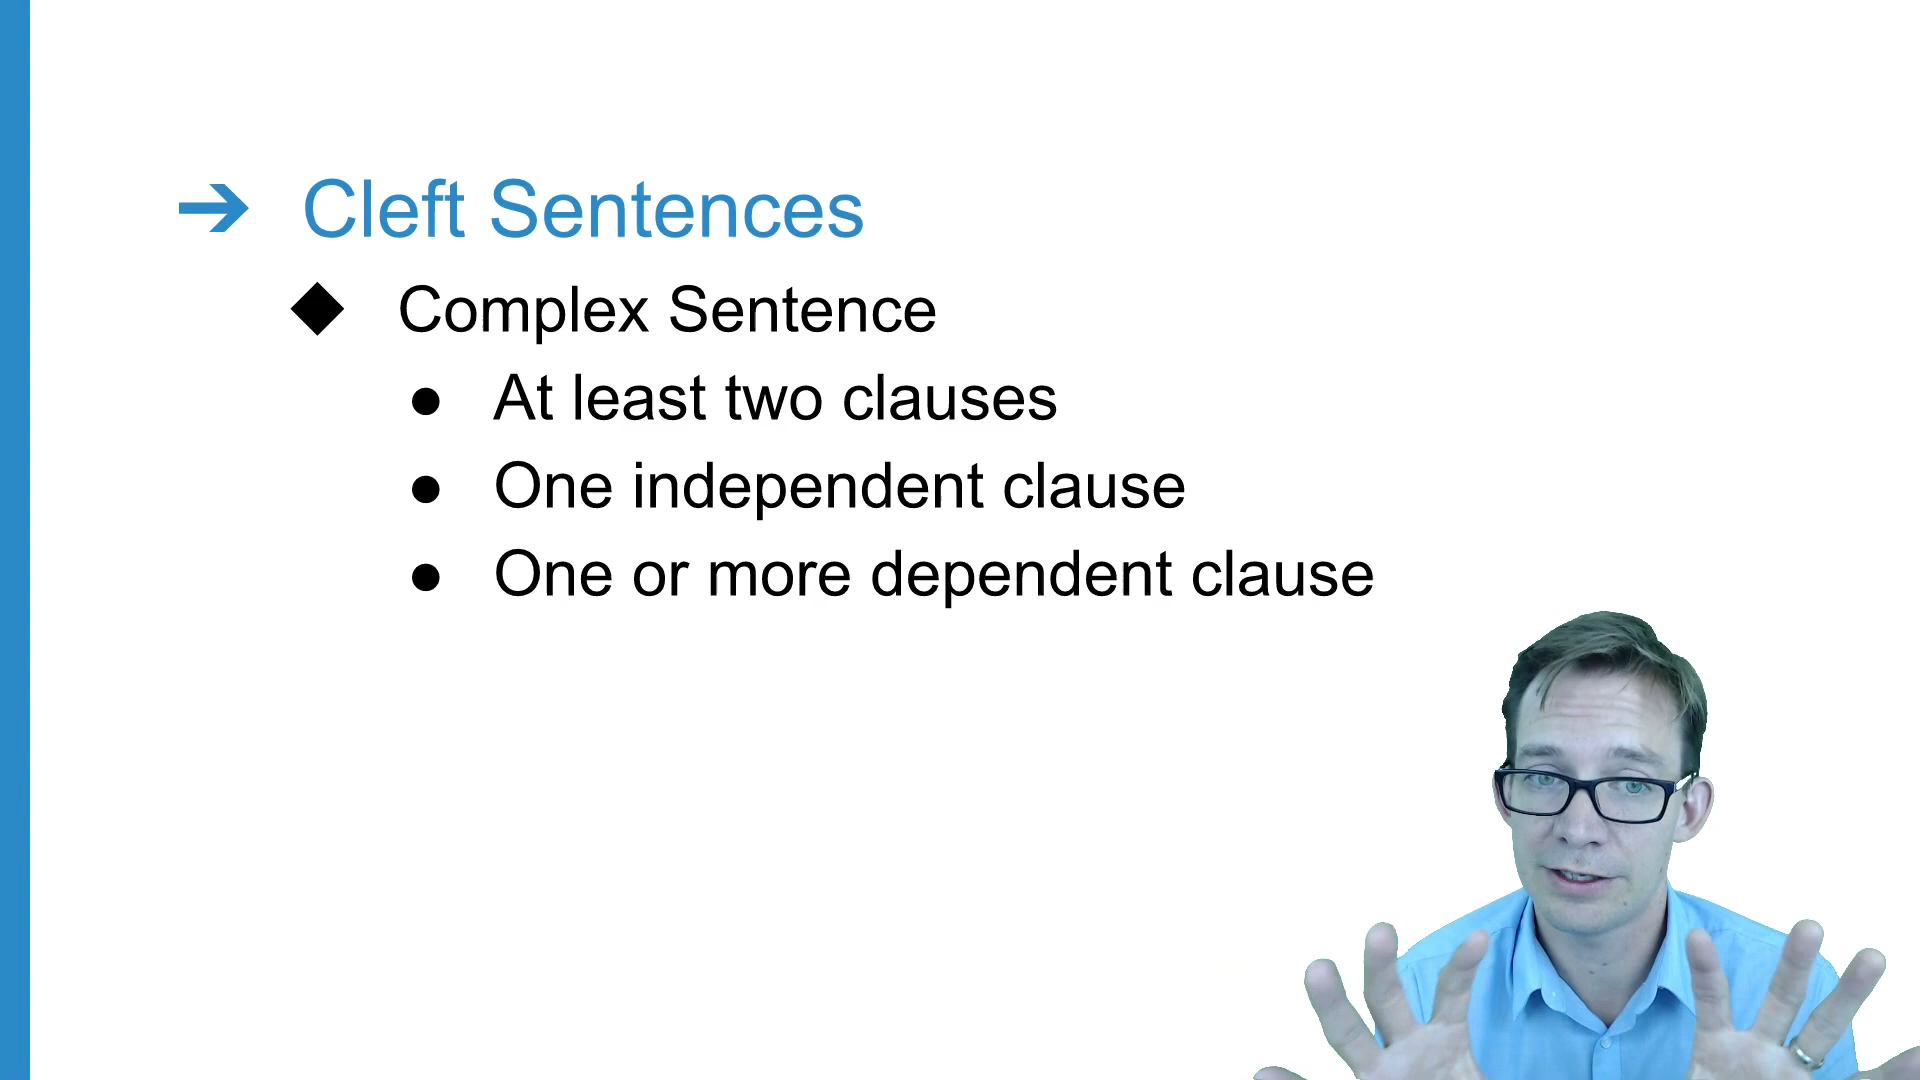 Cleft Sentences
Complex Sentence
At least two clauses
One independent clause
One or more dependent clause